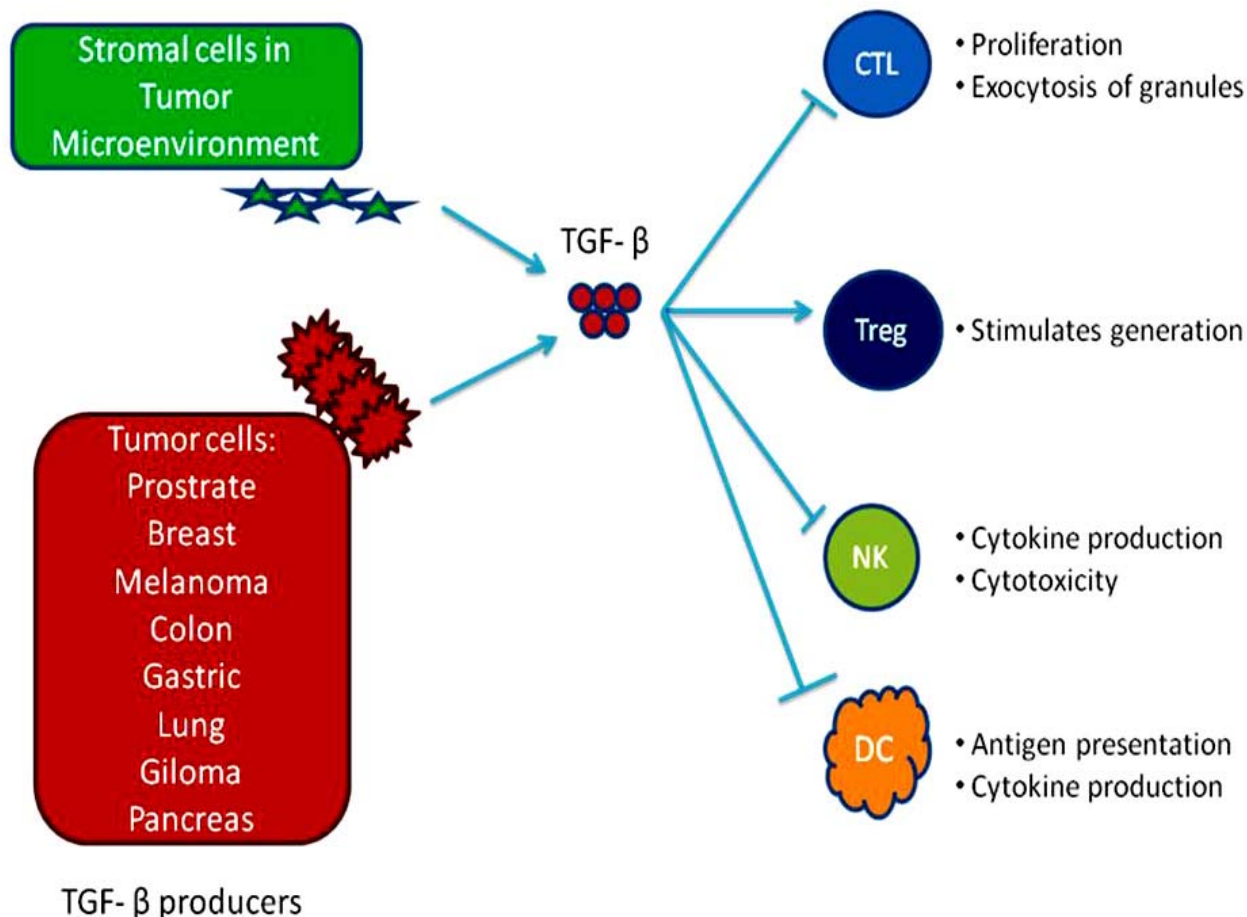 Stromal cells in
Tumor
Microenvironment
TGF- β
Tumor cells:
Prostrate
Breast
Melanoma
Colon
Gastric
Lung
Giloma
Pancreas
TGF- β producers
CTL
• Proliferation
• Exocytosis of granules
Treg
• Stimulates generation
NK
• Cytokine production
• Cytotoxicity
DC
• Antigen presentation
• Cytokine production